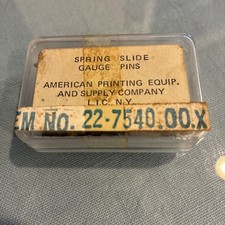 SPRING SLIDE
GAUGE PINS
AMERICAN PRINTING EQUIP.
AND SUPPLY COMPANY
L.I.C. N.Y.
M NO. 22-7540.00.X